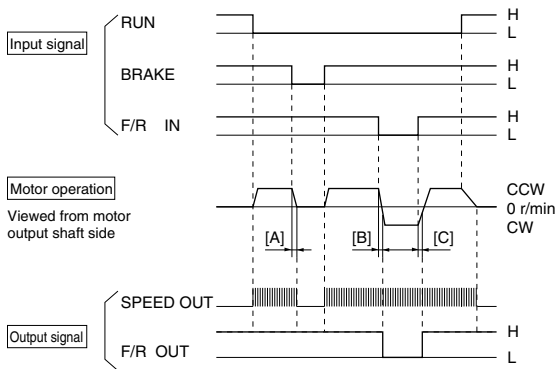 Input signal
RUN
H
L
BRAKE
H
L
F/R IN
H
L
Motor operation
Viewed from motor
output shaft side
CCW
0 r/min
CW
[A]
[B]
[C]
Output signal
SPEED OUT
F/R OUT
H
L